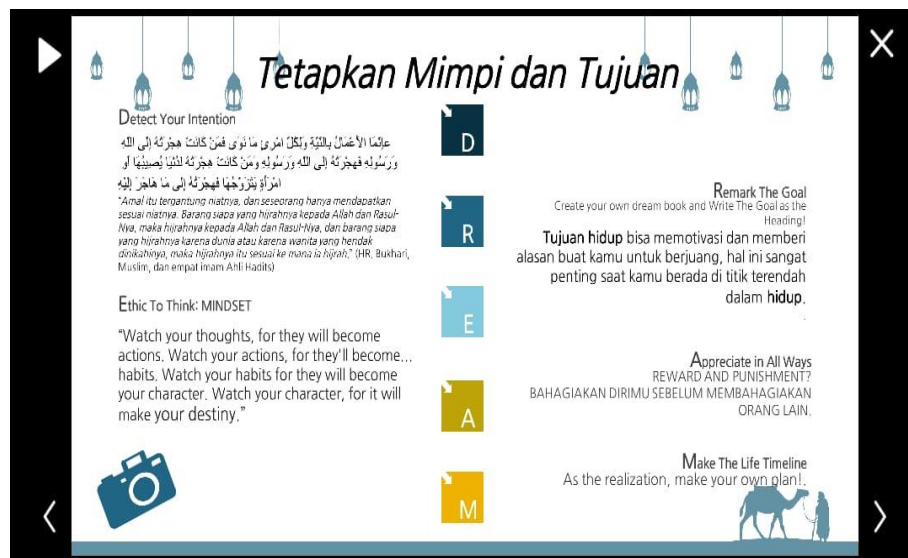 Tetapkan Mimpi dan Tujuan
Detect Your Intention
عإنَّمَا الأَعْمَالُ بِالنِّيَّةِ وَلِكُلِّ امْرِئٍ مَا نَوَى فَمَنْ كَانَتْ هِجْرَتُهُ إِلَى اللَّهِ
وَرَسُولِهِ فَهِجْرَتُهُ إِلَى اللَّهِ وَرَسُولِهِ وَمَنْ كَانَتْ هِجْرَتُهُ لِدُنْيَا يُصِيبُهَا أَوِ
امْرَأَةٍ يَتَزَوَّجُهَا فَهِجْرَتُهُ إِلَى مَا هَاجَرَ إِلَيْهِ
"Amal itu tergantung niatnya, dan seseorang hanya mendapatkan
sesuai niatnya. Barang siapa yang hijrahnya kepada Allah dan Rasul-
Nya, maka hijrahnya kepada Allah dan Rasul-Nya, dan barang siapa
yang hijrahnya karena dunia atau karena wanita yang hendak
dinikahinya, maka hijrahnya itu sesuai ke mana ia hijrah." (HR. Bukhari,
Muslim, dan empat imam Ahli Hadits)
Ethic To Think: MINDSET
"Watch your thoughts, for they will become
actions. Watch your actions, for they'll become...
habits. Watch your habits for they will become
your character. Watch your character, for it will
make your destiny."
D
R
E
A
M
Remark The Goal
Create your own dream book and Write The Goal as the
Heading!
Tujuan hidup bisa memotivasi dan memberi
alasan buat kamu untuk berjuang, hal ini sangat
penting saat kamu berada di titik terendah
dalam hidup.
.
Appreciate in All Ways
REWARD AND PUNISHMENT?
BAHAGIAKAN DIRIMU SEBELUM MEMBAHAGIAKAN
ORANG LAIN.
Make The Life Timeline
As the realization, make your own plan!.